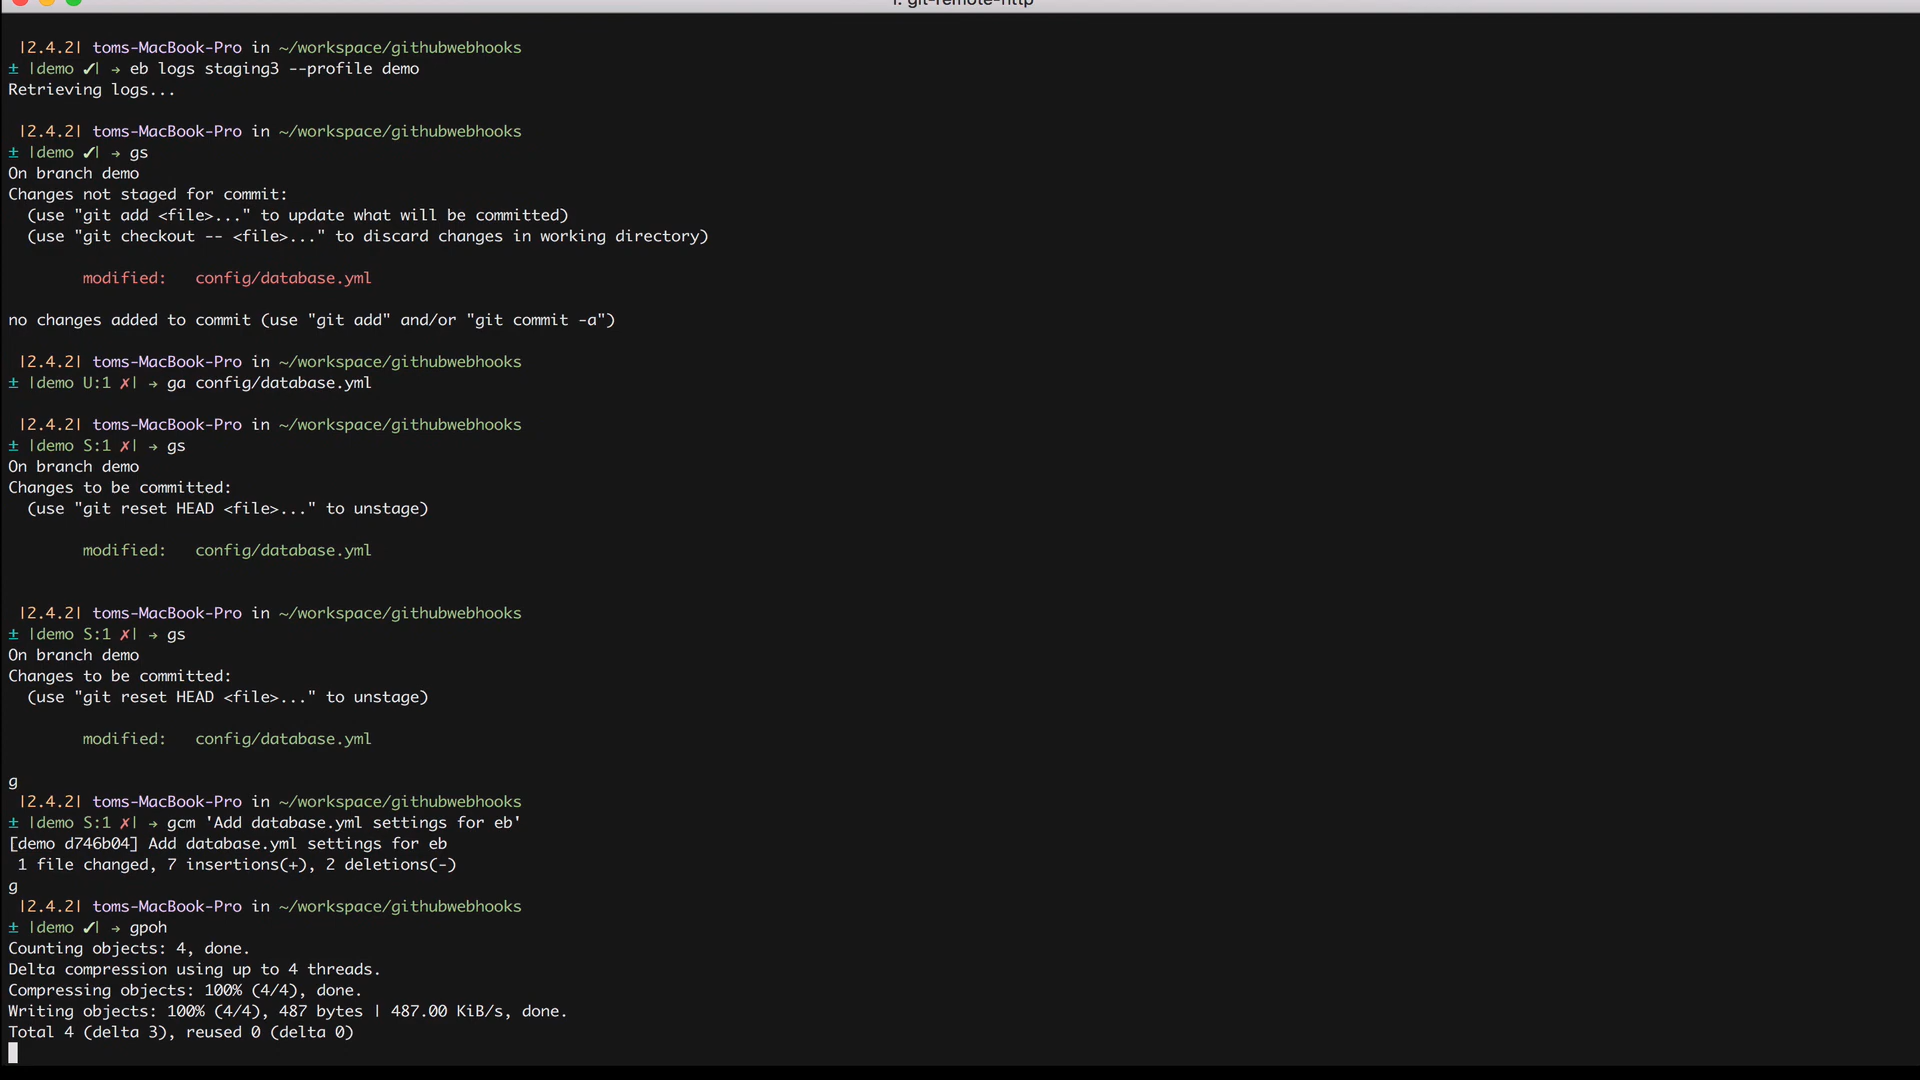 1. git-remote-http
|2.4.2| toms-MacBook-Pro in ~/workspace/githubwebhooks
± |demo ✓| → eb logs staging3 --profile demo
Retrieving logs...
|2.4.2| toms-MacBook-Pro in ~/workspace/githubwebhooks
± |demo ✓| → gs
On branch demo
Changes not staged for commit:
(use "git add <file>..." to update what will be committed)
(use "git checkout -- <file>..." to discard changes in working directory)
modified:   config/database.yml
no changes added to commit (use "git add" and/or "git commit -a")
|2.4.2| toms-MacBook-Pro in ~/workspace/githubwebhooks
± |demo U:1 ✗| → ga config/database.yml
|2.4.2| toms-MacBook-Pro in ~/workspace/githubwebhooks
± |demo S:1 ✗| → gs
On branch demo
Changes to be committed:
(use "git reset HEAD <file>..." to unstage)
modified:   config/database.yml
|2.4.2| toms-MacBook-Pro in ~/workspace/githubwebhooks
± |demo S:1 ✗| → gs
On branch demo
Changes to be committed:
(use "git reset HEAD <file>..." to unstage)
modified:   config/database.yml
g
|2.4.2| toms-MacBook-Pro in ~/workspace/githubwebhooks
± |demo S:1 ✗| → gcm 'Add database.yml settings for eb'
[demo d746b04] Add database.yml settings for eb
1 file changed, 7 insertions(+), 2 deletions(-)
g
|2.4.2| toms-MacBook-Pro in ~/workspace/githubwebhooks
± |demo ✓| → gpoh
Counting objects: 4, done.
Delta compression using up to 4 threads.
Compressing objects: 100% (4/4), done.
Writing objects: 100% (4/4), 487 bytes | 487.00 KiB/s, done.
Total 4 (delta 3), reused 0 (delta 0)